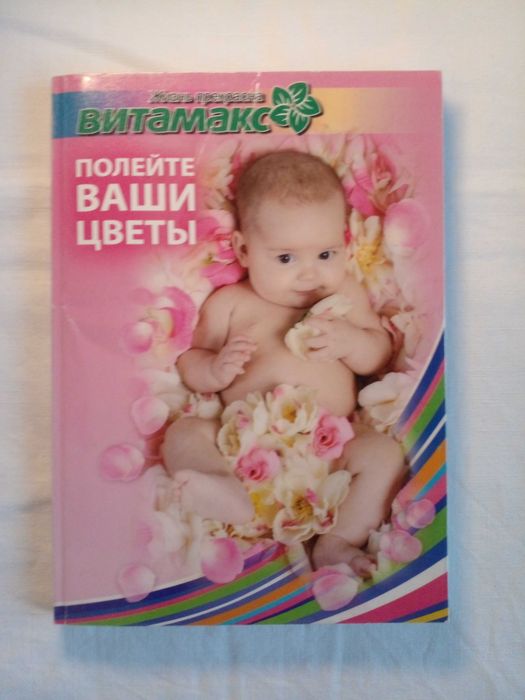 Жизнь прекрасна
ВИТАМАКС
ПОЛЕЙТЕ
ВАШИ
ЦВЕТЫ